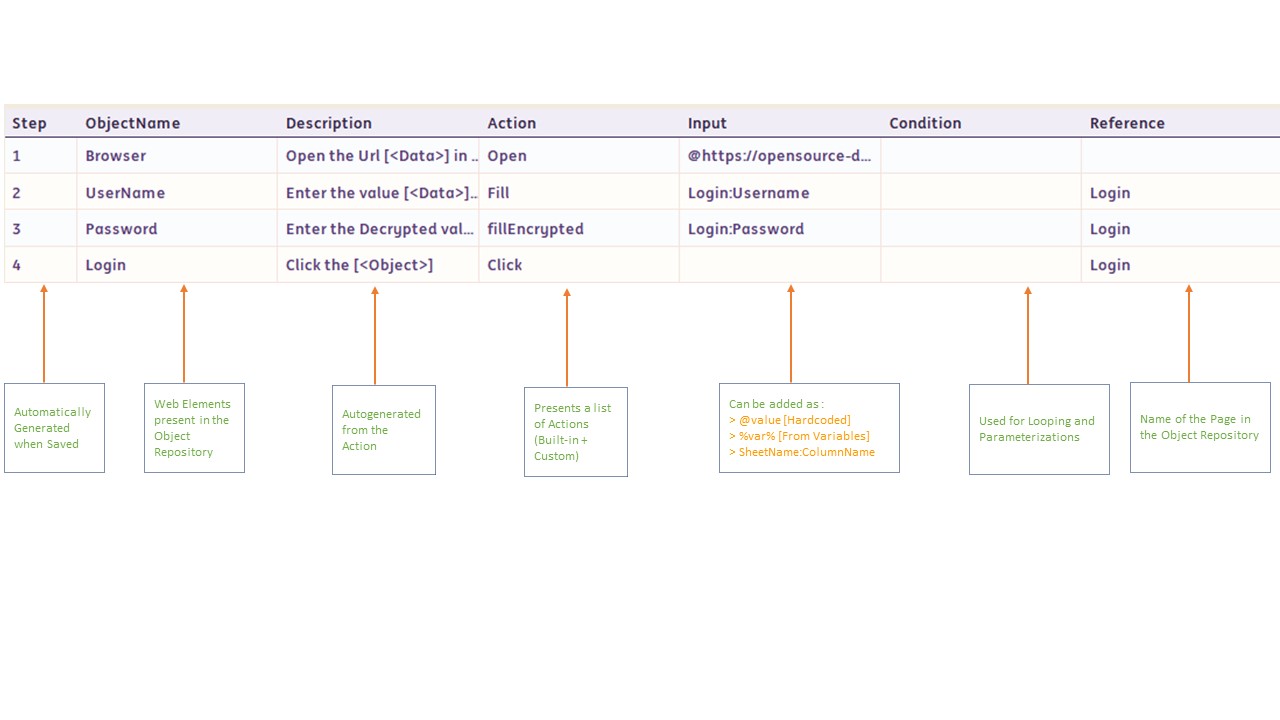 Step ObjectName Description Action Input Condition Reference
1 Browser Open the Url [<Data>] in .. Open @https://opensource-d...
2 UserName Enter the value [<Data>].. Fill Login:Username Login
3 Password Enter the Decrypted val... fillEncrypted Login:Password Login
4 Login Click the [<Object>] Click Login
Automatically
Generated
when Saved
Web Elements
present in the
Object
Repository
Autogenerated
from the
Action
Presents a list
of Actions
(Built-in +
Custom)
Can be added as :
> @value [Hardcoded]
> %var% [From Variables]
> SheetName:ColumnName
Used for Looping and
Parameterizations
Name of the Page in
the Object Repository